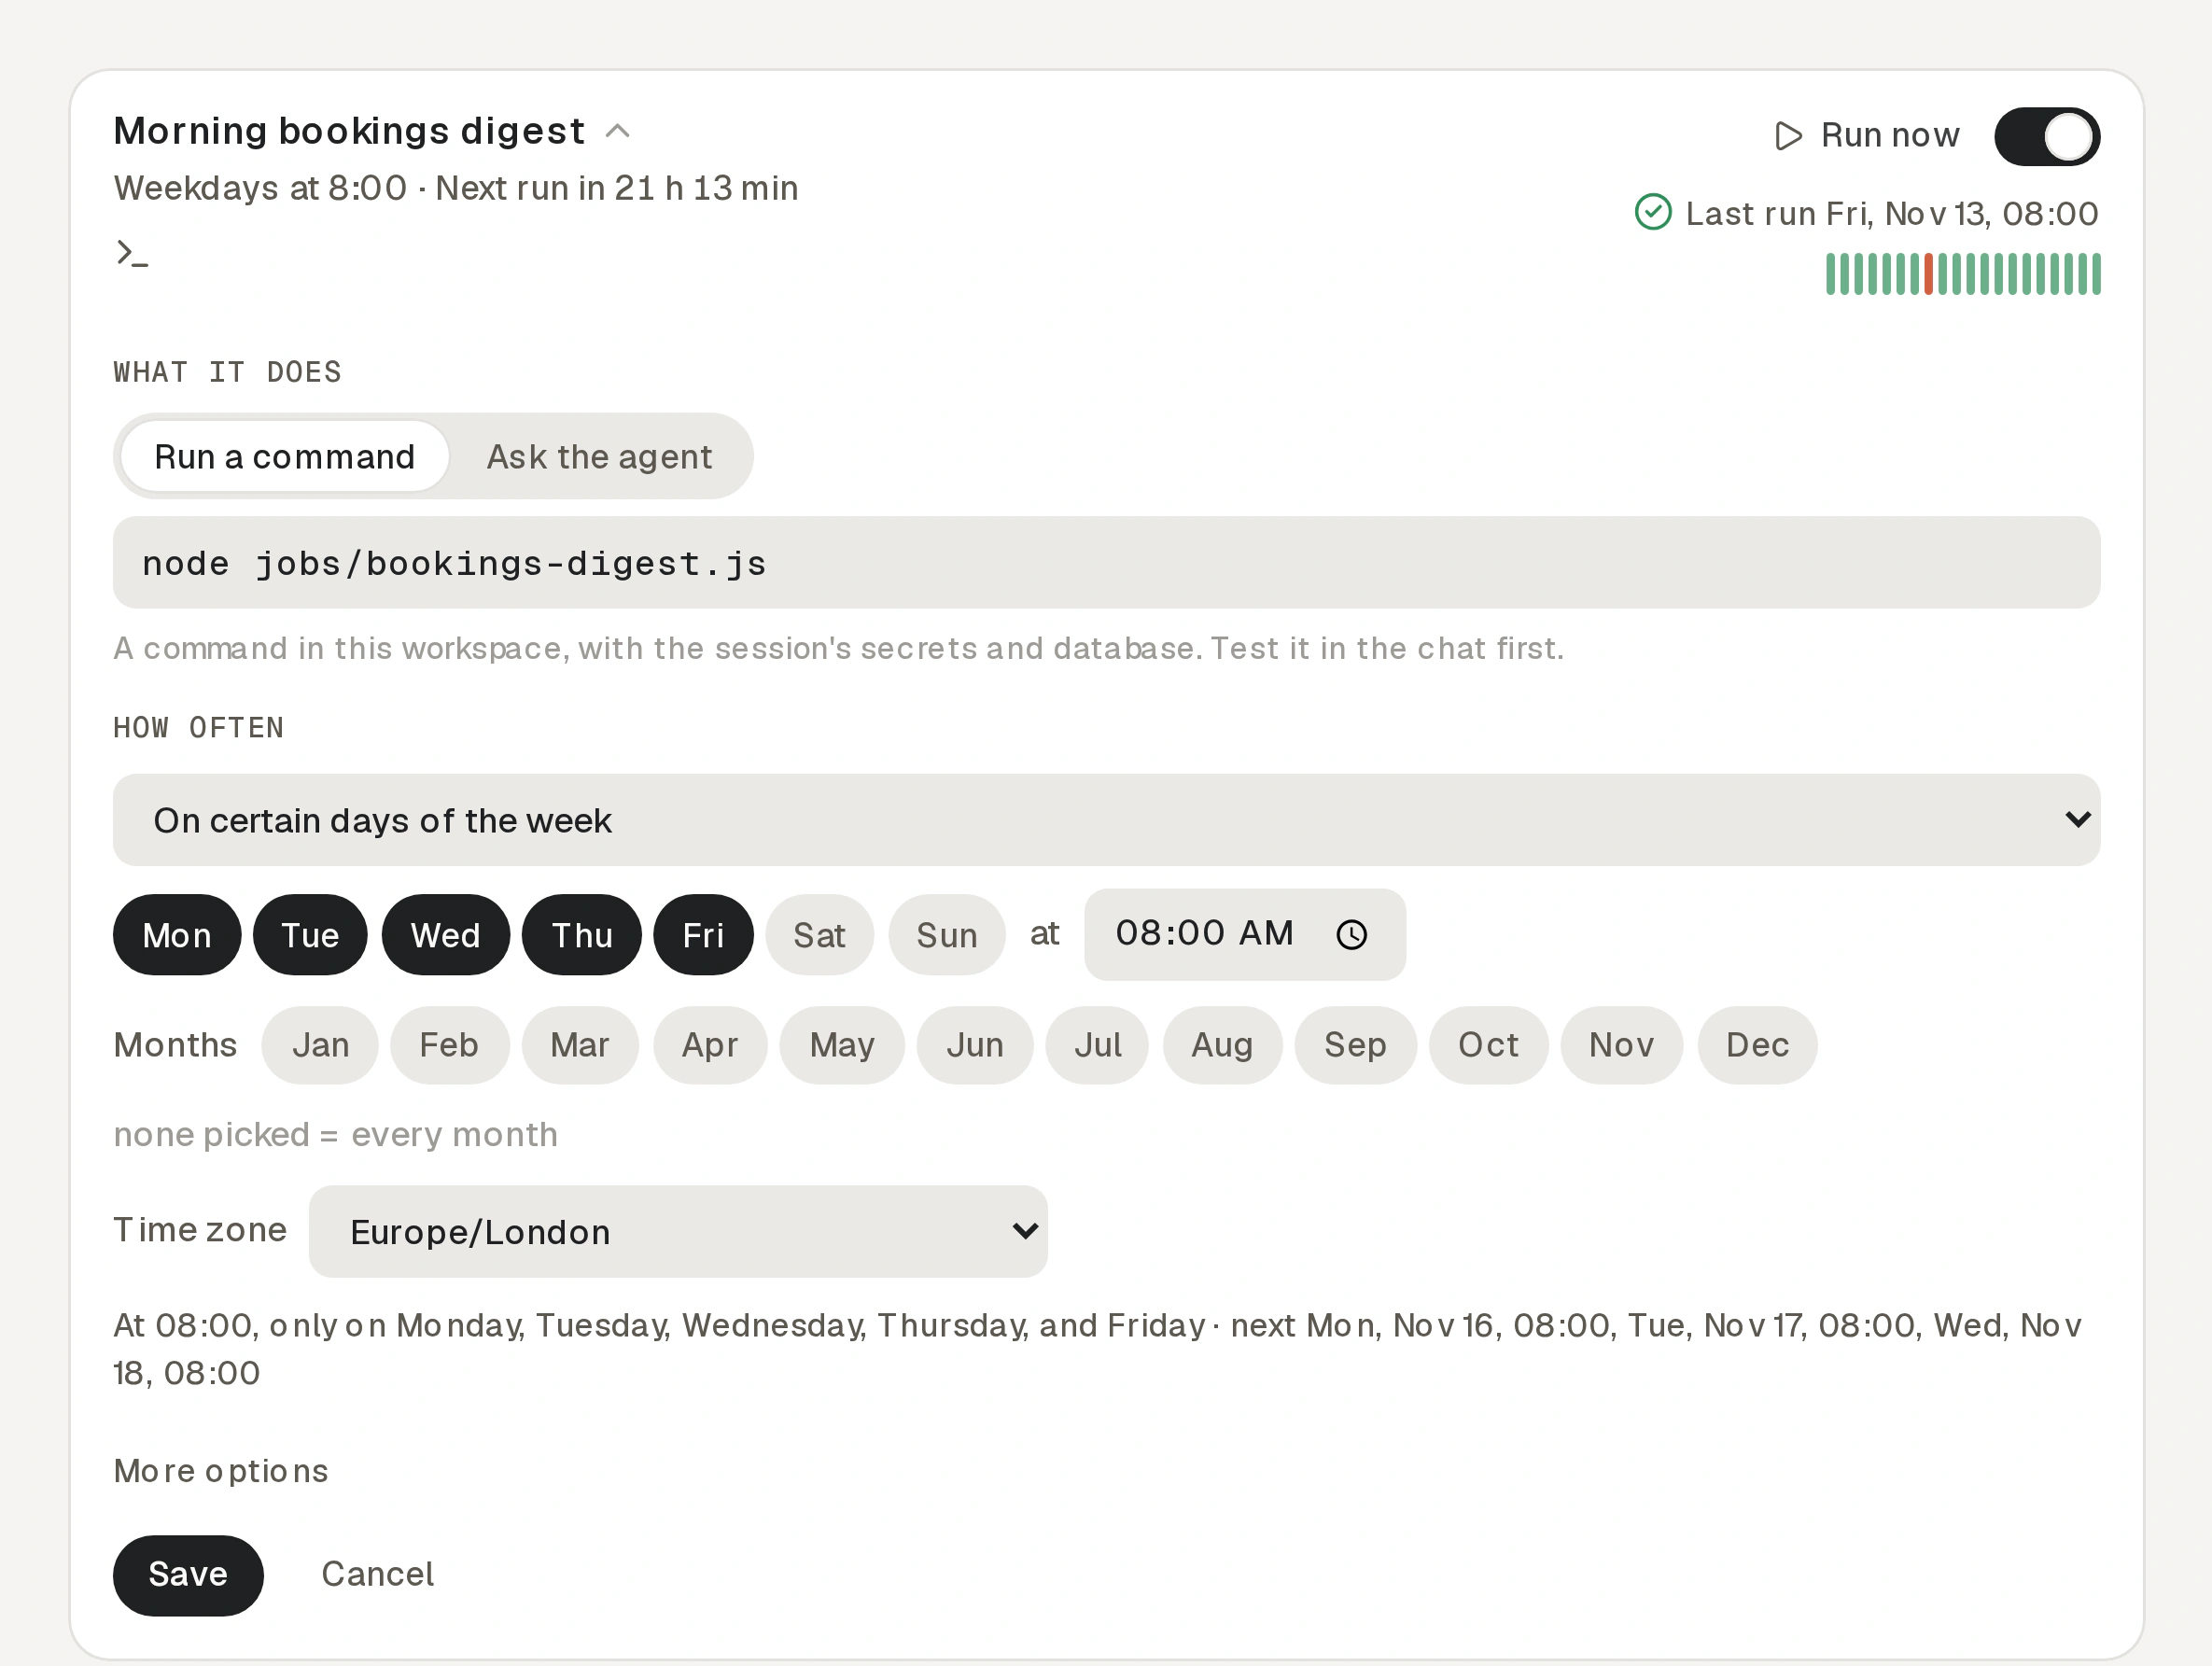 Morning bookings digest
Run now
Weekdays at 8:00 · Next run in 21 h 13 min
Last run Fri, Nov 13, 08:00
WHAT IT DOES
Run a command
Ask the agent
node jobs/bookings-digest.js
A command in this workspace, with the session's secrets and database. Test it in the chat first.
HOW OFTEN
On certain days of the week
Mon Tue Wed Thu Fri Sat Sun at 08:00 AM
Months Jan Feb Mar Apr May Jun Jul Aug Sep Oct Nov Dec
none picked = every month
Time zone Europe/London
At 08:00, only on Monday, Tuesday, Wednesday, Thursday, and Friday · next Mon, Nov 16, 08:00, Tue, Nov 17, 08:00, Wed, Nov
18, 08:00
More options
Save Cancel